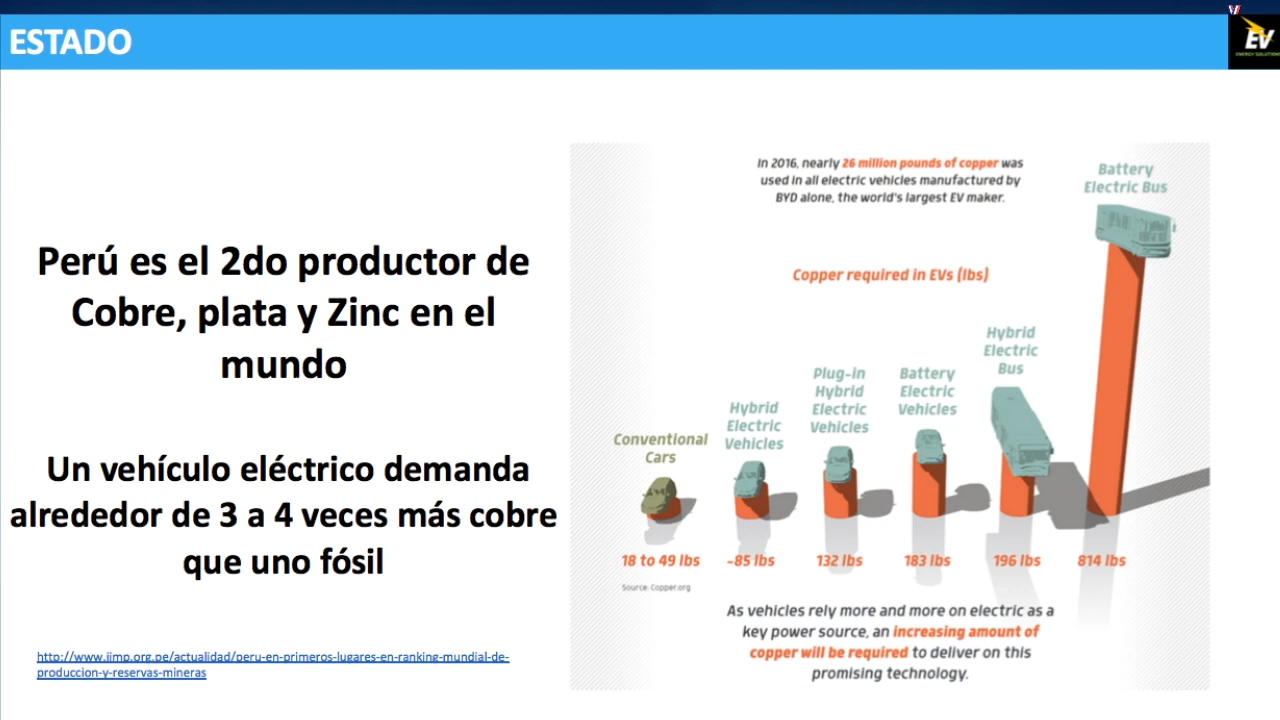 ESTADO
EV
ENERGY SOLUTIONS
Perú es el 2do productor de
Cobre, plata y Zinc en el
mundo
Un vehículo eléctrico demanda
alrededor de 3 a 4 veces más cobre
que uno fósil
http://www.iimp.org.pe/actualidad/peru-en-primeros-lugares-en-ranking-mundial-de-
produccion-y-reservas-mineras
In 2016, nearly 26 million pounds of copper was
used in all electric vehicles manufactured by
BYD alone, the world's largest EV maker.
Copper required in EVs (lbs)
Conventional
Cars
Hybrid
Electric
Vehicles
Plug-in
Hybrid
Electric
Vehicles
Battery
Electric
Vehicles
Hybrid
Electric
Bus
Battery
Electric Bus
18 to 49 lbs
~85 lbs
132 lbs
183 lbs
196 lbs
814 lbs
Source: Copper.org
As vehicles rely more and more on electric as a
key power source, an increasing amount of
copper will be required to deliver on this
promising technology.